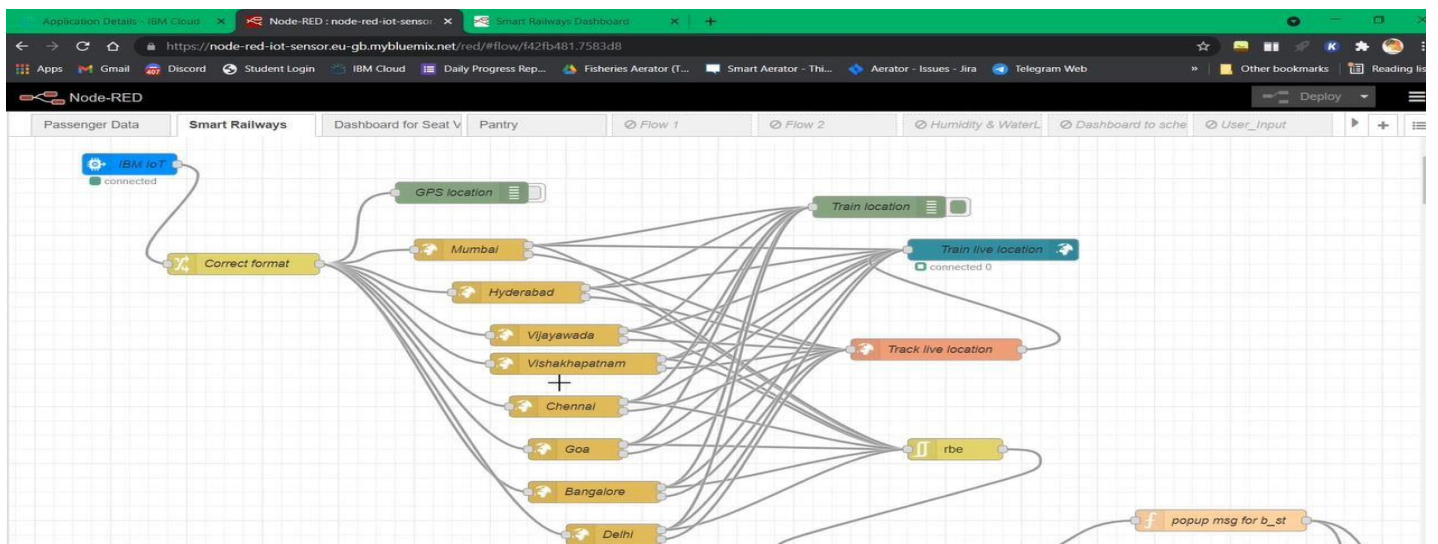 Application Details - IBM Cloud
Node-RED : node-red-iot-sensor
Smart Railways Dashboard
https://node-red-iot-sensor.eu-gb.mybluemix.net/red/#flow/f42fb481.7583d8
Apps Gmail Discord Student Login IBM Cloud Daily Progress Rep... Fisheries Aerator (T... Smart Aerator - Thi... Aerator - Issues - Jira Telegram Web » Other bookmarks Reading lis
Node-RED
Deploy
Passenger Data Smart Railways Dashboard for Seat V Pantry Flow 1 Flow 2 Humidity & WaterL Dashboard to sche User_Input
IBM IoT
connected
GPS location
Train location
Mumbai
Train live location
Correct format
connected 0
Hyderabad
Vijayawada
Track live location
Vishakhapatnam
Chennai
Goa
rbe
Bangalore
popup msg for b_st
Delhi